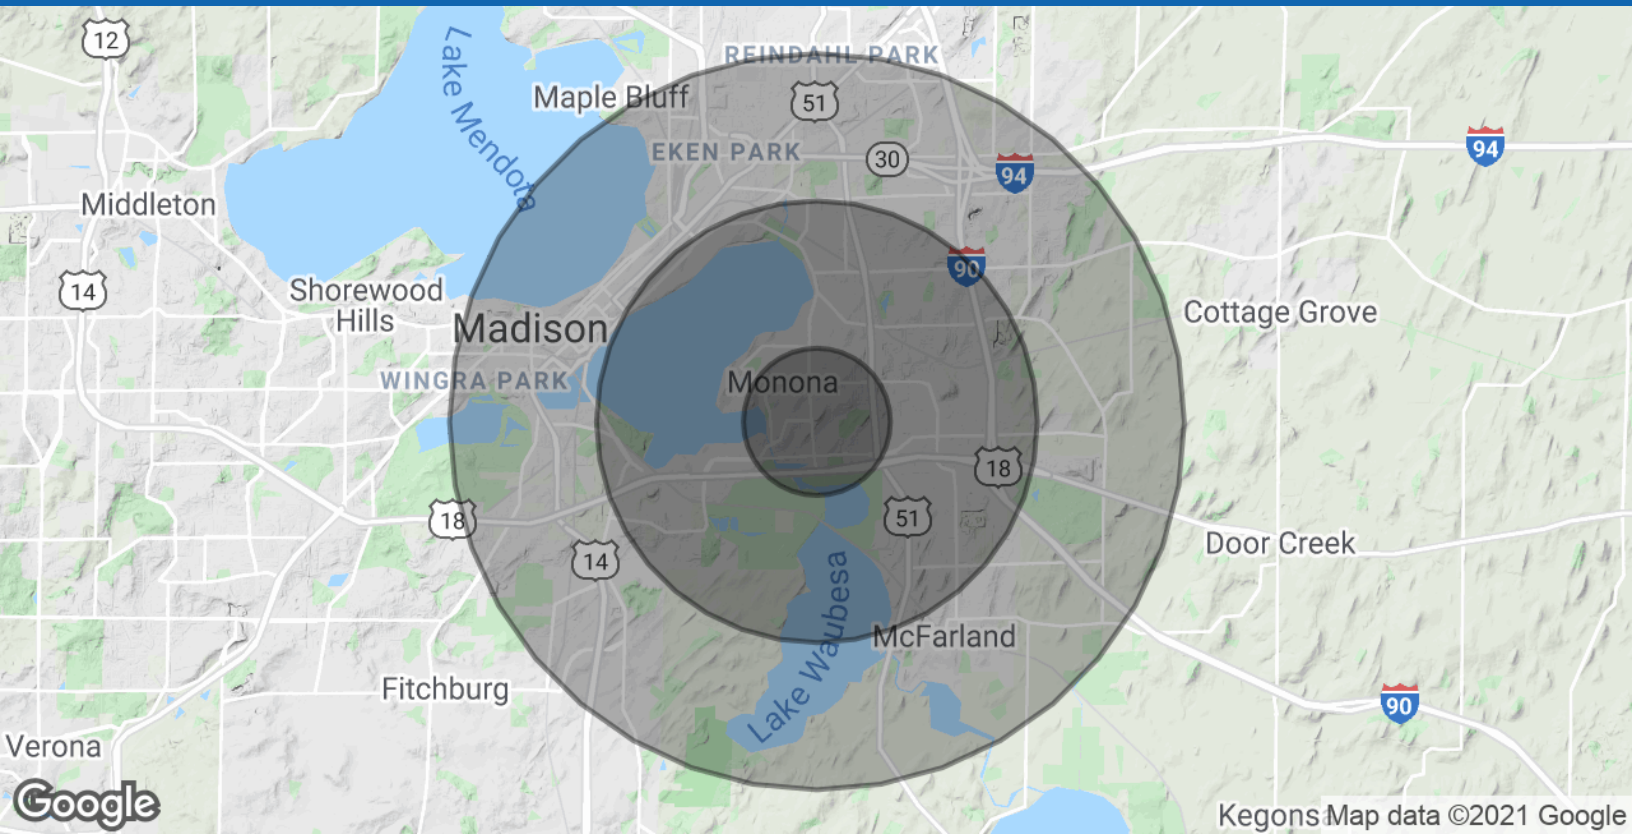 12
Lake Mendota
REINDAHL PARK
Maple Bluff
51
EKEN PARK
30
94
94
Middleton
14
90
Shorewood
Hills
Madison
Cottage Grove
WINGRA PARK
Monona
18
18
51
14
Door Creek
Lake Waubesa
McFarland
Fitchburg
90
Verona
Google
Kegons
Map data ©2021 Google